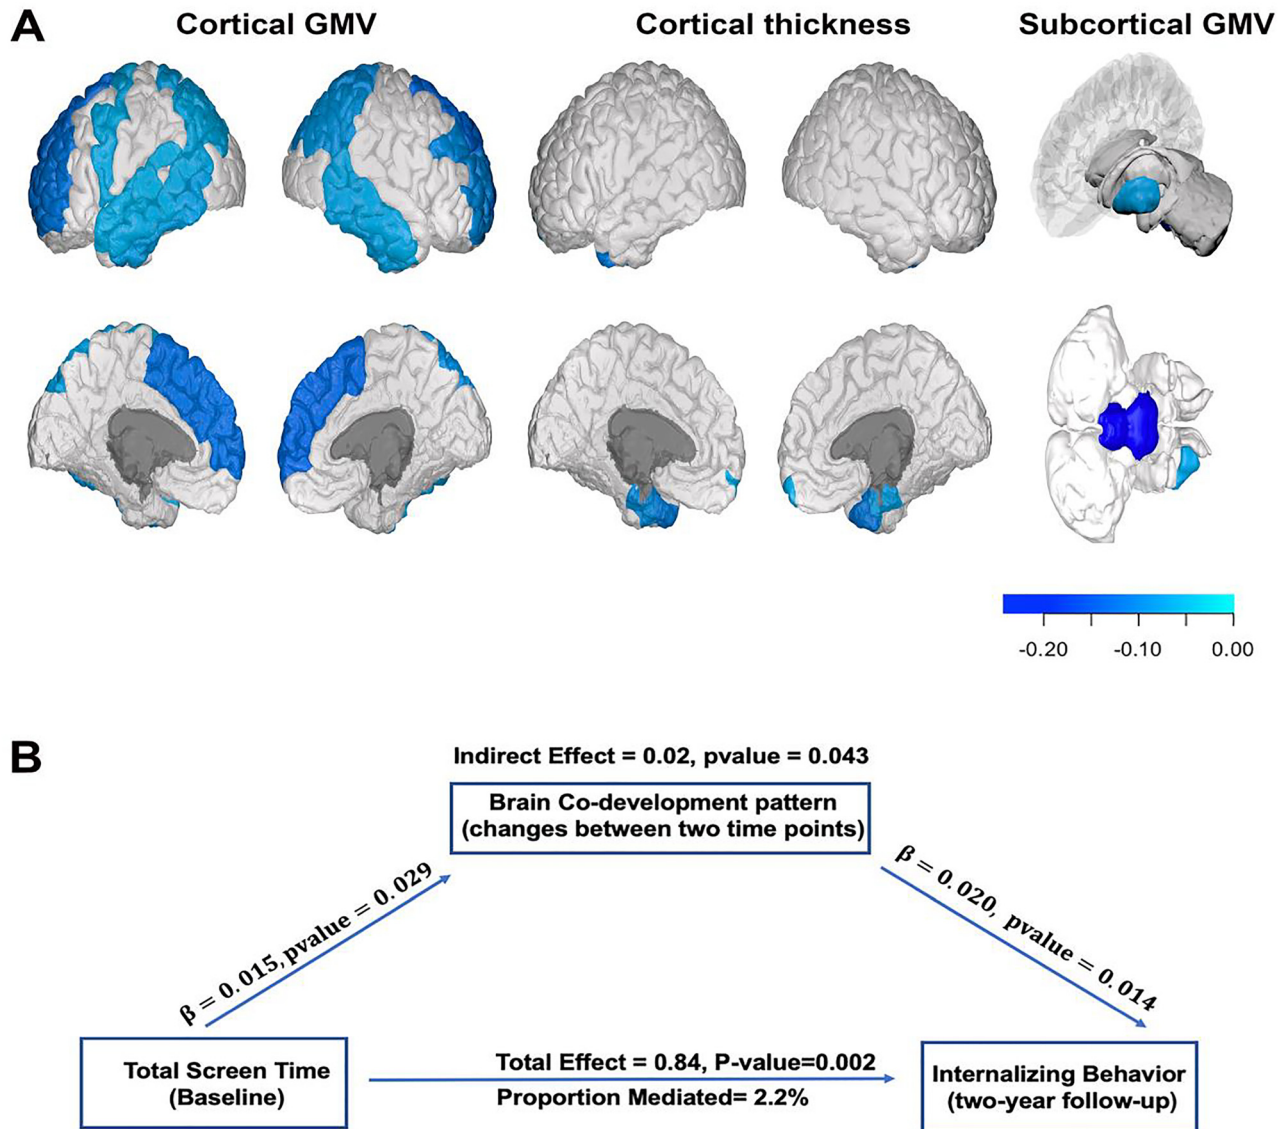 A
Cortical GMV
Cortical thickness
Subcortical GMV
-0.20
-0.10
0.00
B
Indirect Effect = 0.02, pvalue = 0.043
Brain Co-development pattern
(changes between two time points)
β = 0.015, pvalue = 0.029
β = 0.020, pvalue = 0.014
Total Screen Time
(Baseline)
Total Effect = 0.84, P-value=0.002
Proportion Mediated= 2.2%
Internalizing Behavior
(two-year follow-up)